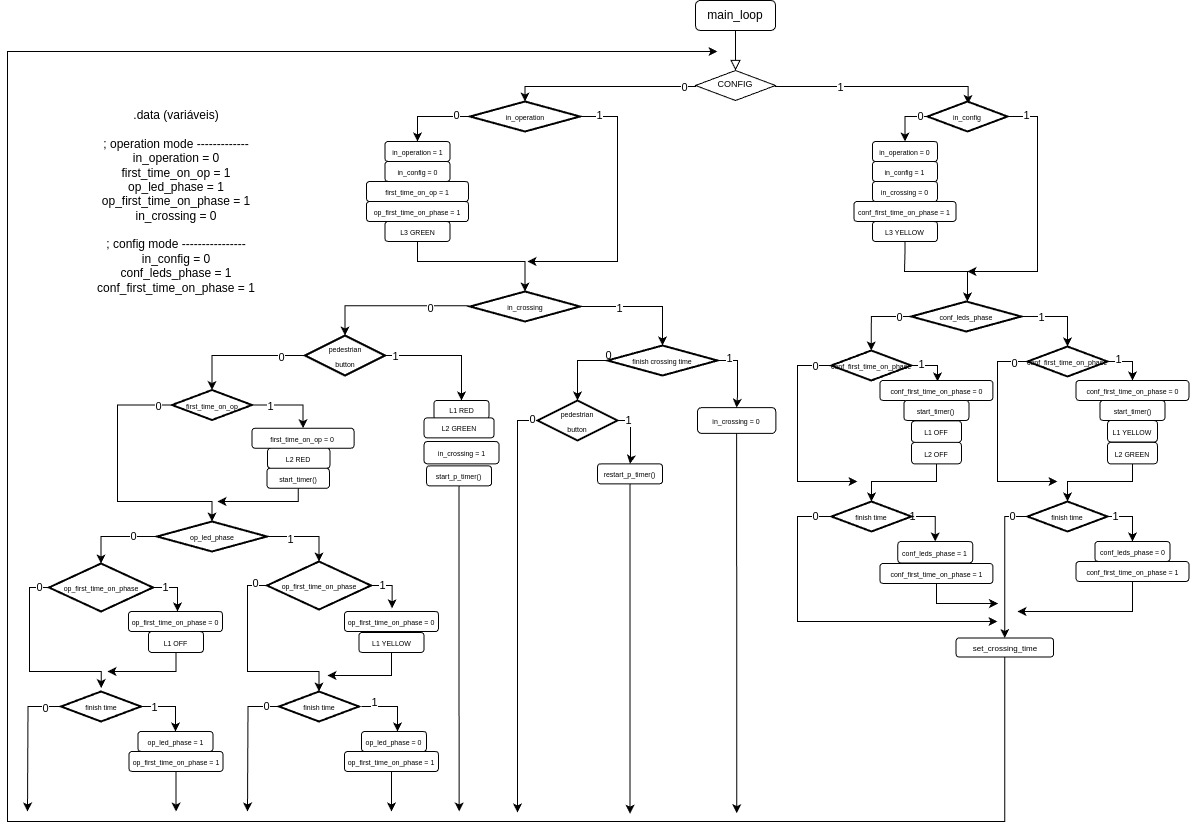 main_loop
CONFIG
0
1
.data (variáveis)
; operation mode -------------
in_operation = 0
first_time_on_op = 1
op_led_phase = 1
op_first_time_on_phase = 1
in_crossing = 0
; config mode ---------------
in_config = 0
conf_leds_phase = 1
conf_first_time_on_phase = 1
in_operation
0
1
in_operation = 1
in_config = 0
first_time_on_op = 1
op_first_time_on_phase = 1
L3 GREEN
in_config
0
1
in_operation = 0
in_config = 1
in_crossing = 0
conf_first_time_on_phase = 1
L3 YELLOW
in_crossing
0
1
pedestrian
button
0
1
first_time_on_op
0
1
first_time_on_op = 0
L2 RED
start_timer()
L1 RED
L2 GREEN
in_crossing = 1
start_p_timer()
finish crossing time
0
1
pedestrian
button
0
1
restart_p_timer()
in_crossing = 0
op_led_phase
0
1
op_first_time_on_phase
0
1
op_first_time_on_phase = 0
L1 OFF
finish time
0
1
op_led_phase = 1
op_first_time_on_phase = 1
op_first_time_on_phase
0
1
op_first_time_on_phase = 0
L1 YELLOW
finish time
0
1
op_led_phase = 0
op_first_time_on_phase = 1
conf_leds_phase
0
1
conf_first_time_on_phase
0
1
conf_first_time_on_phase = 0
start_timer()
L1 OFF
L2 OFF
finish time
0
1
conf_leds_phase = 1
conf_first_time_on_phase = 1
conf_first_time_on_phase
0
1
conf_first_time_on_phase = 0
start_timer()
L1 YELLOW
L2 GREEN
finish time
0
1
conf_leds_phase = 0
conf_first_time_on_phase = 1
set_crossing_time